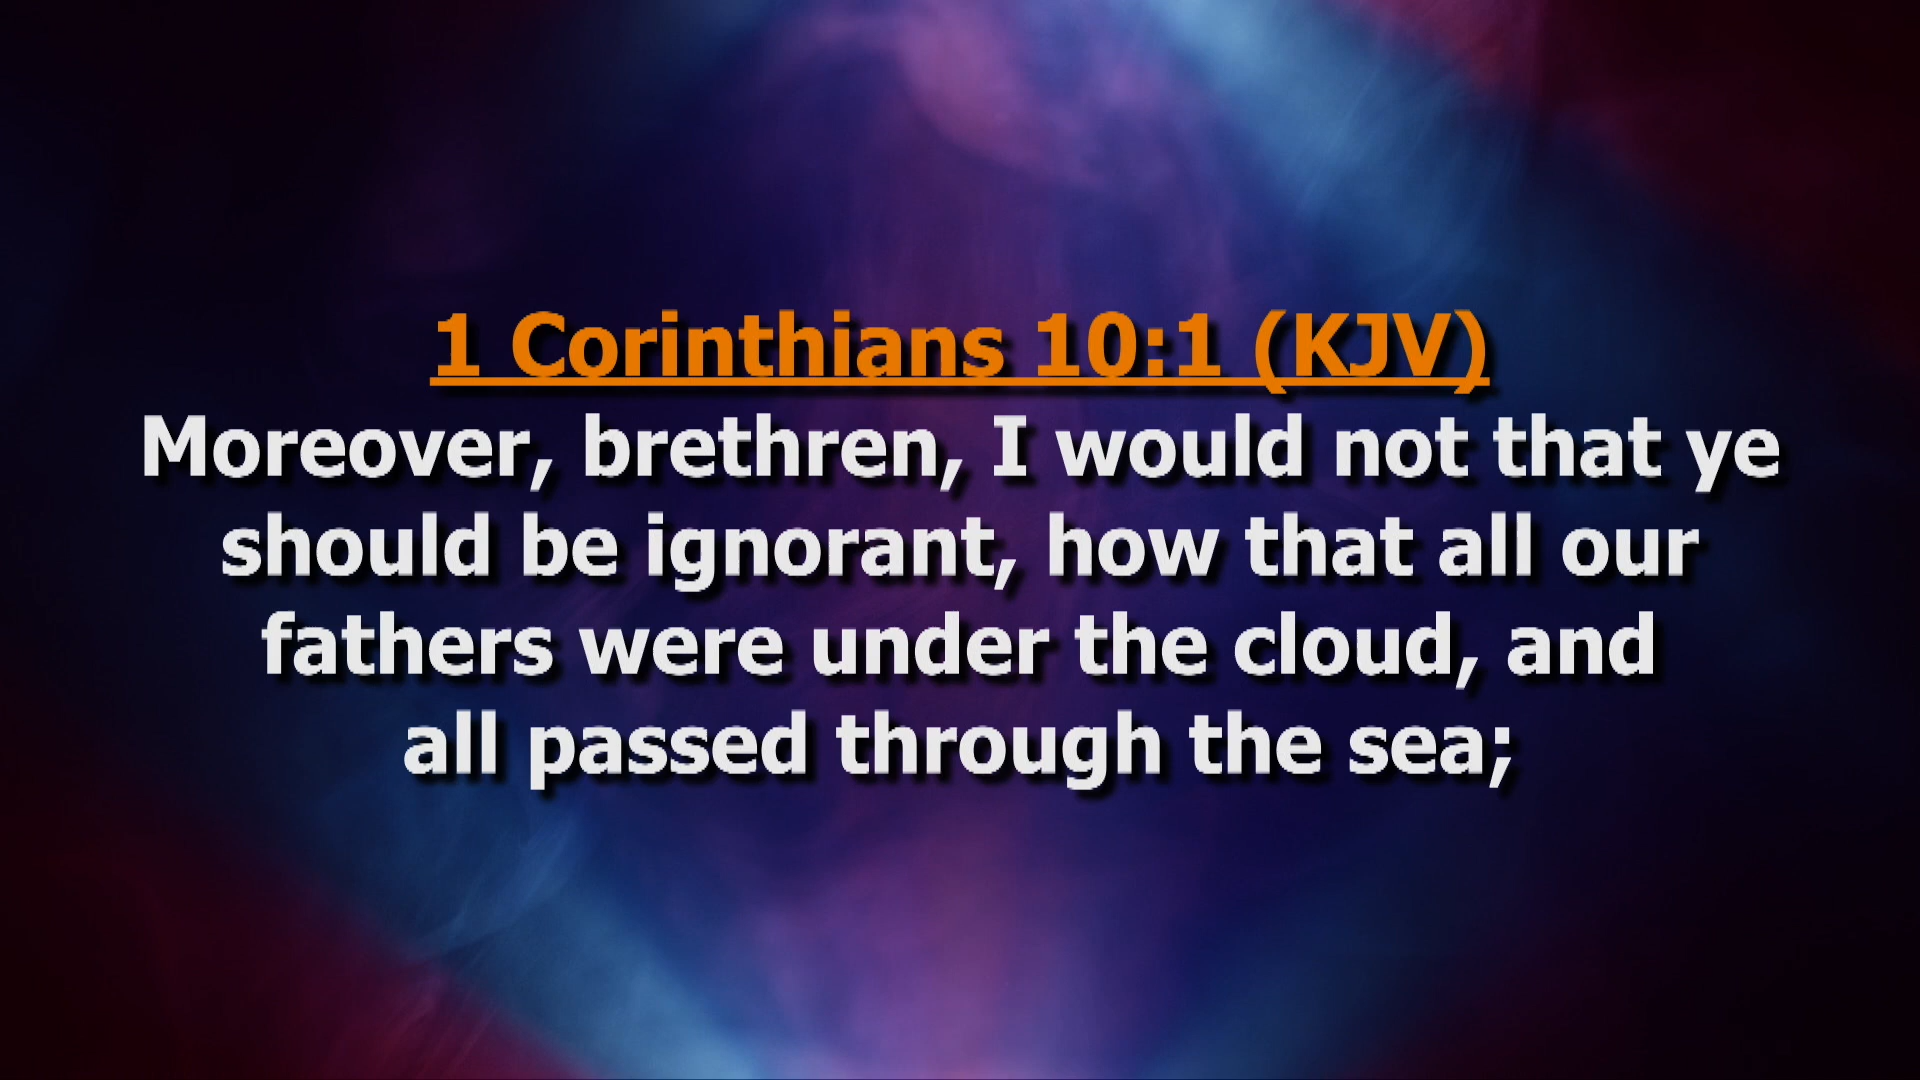 1 Corinthians 10:1 (KJV)
Moreover, brethren, I would not that ye
should be ignorant, how that all our
fathers were under the cloud, and
all passed through the sea;